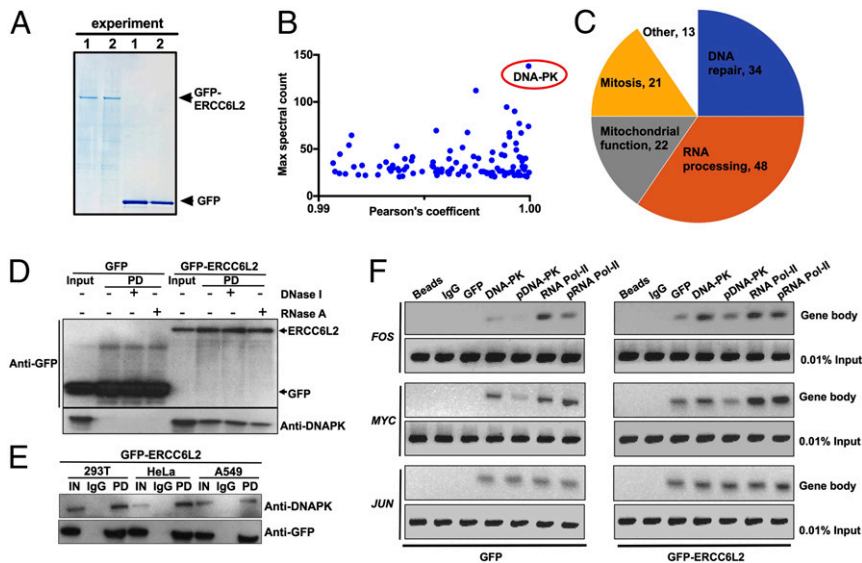 A
experiment
1 2 1 2
GFP-
ERCC6L2
GFP
B
Max spectral count
150
100
50
0
0.99
1.00
Pearson's coefficent
DNA-PK
C
Other, 13
DNA
repair, 34
Mitosis, 21
Mitochondrial
function, 22
RNA
processing, 48
D
GFP GFP-ERCC6L2
Input PD Input PD
- - + - - - + - DNase I
- - - + - - - + RNase A
Anti-GFP
ERCC6L2
GFP
Anti-DNAPK
E
GFP-ERCC6L2
293T HeLa A549
IN IgG PD IN IgG PD IN IgG PD
Anti-DNAPK
Anti-GFP
F
Beads IgG GFP DNA-PK pDNA-PK RNA Pol-II pRNA Pol-II
Beads IgG GFP DNA-PK pDNA-PK RNA Pol-II pRNA Pol-II
FOS
Gene body
0.01% Input
MYC
Gene body
0.01% Input
JUN
Gene body
0.01% Input
GFP
GFP-ERCC6L2